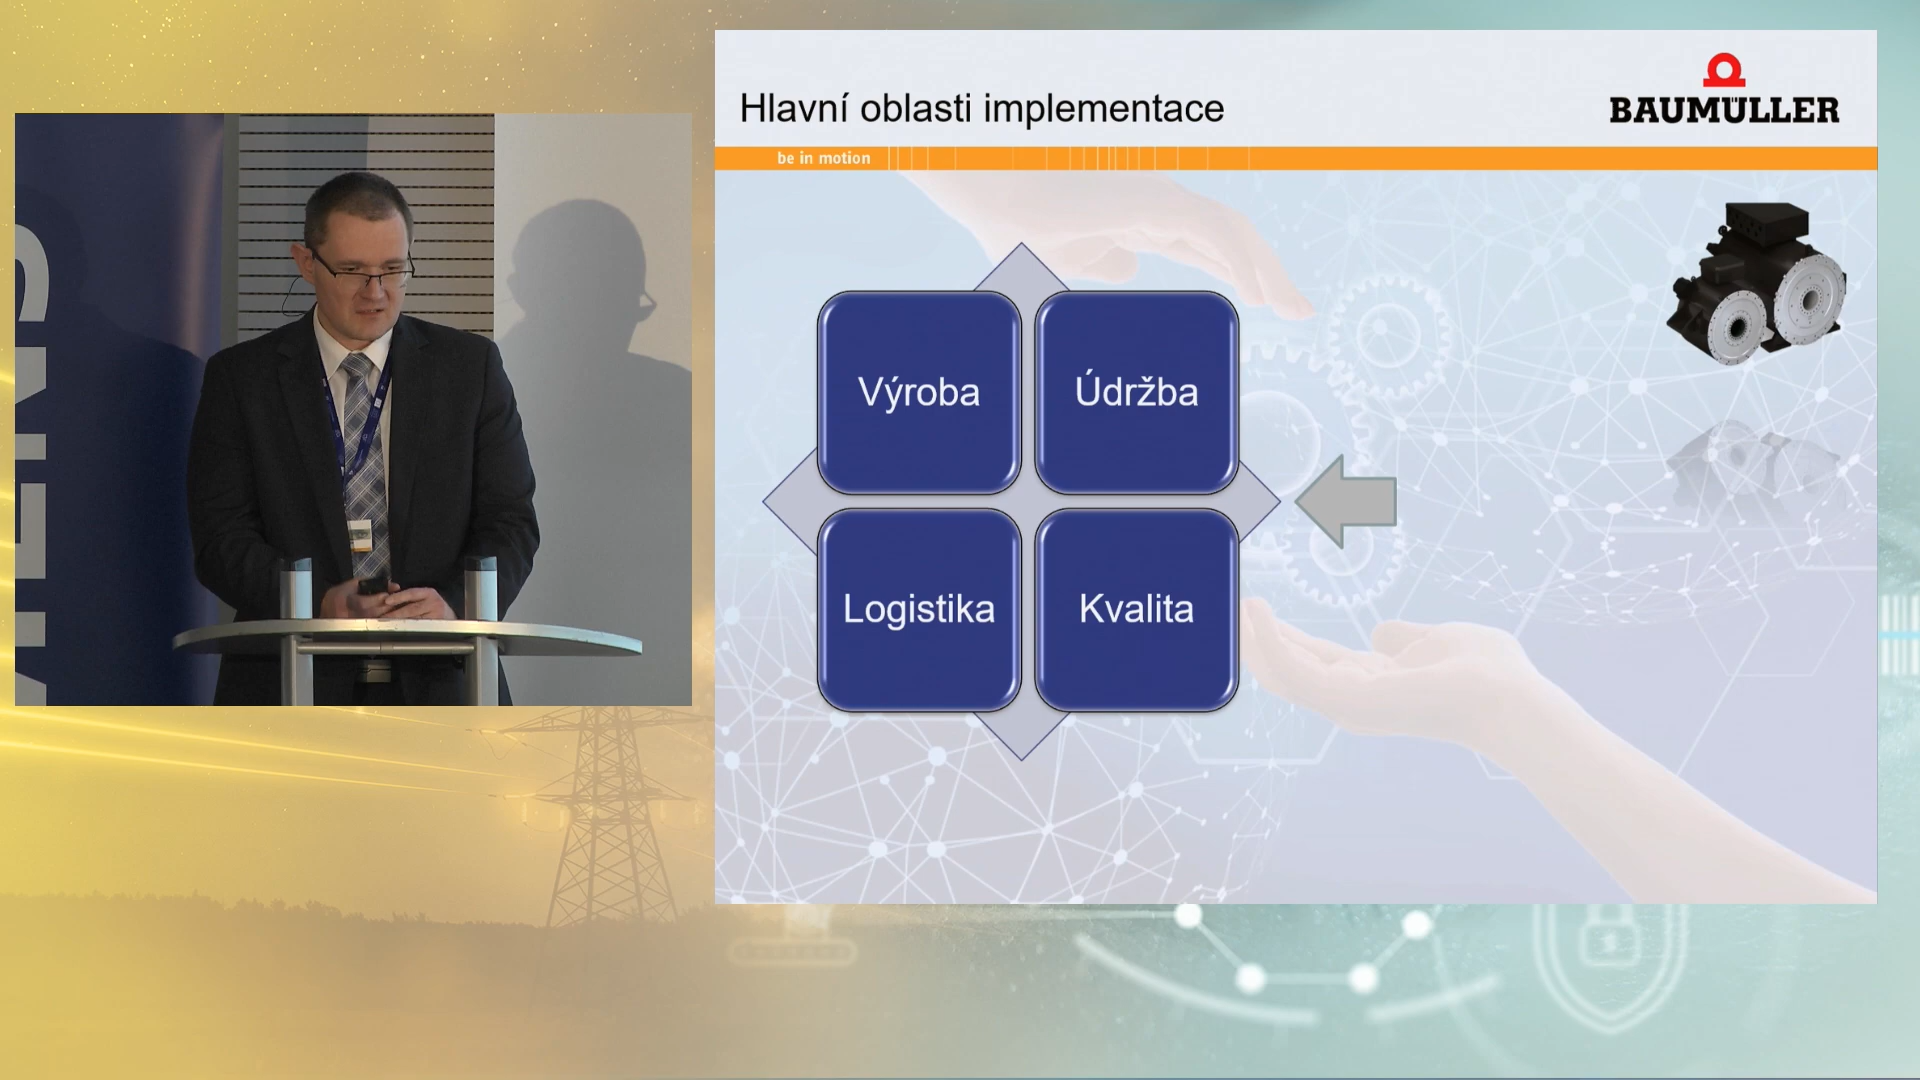 Hlavní oblasti implementace
BAUMÜLLER
be in motion
Výroba
Údržba
Logistika
Kvalita